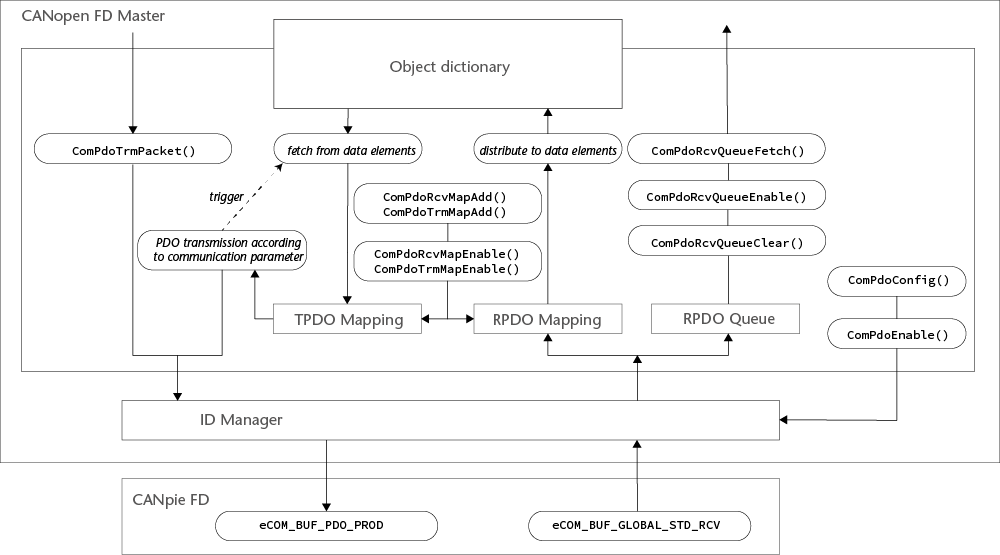 CANopen FD Master
Object dictionary
ComPdoTrmPacket()
fetch from data elements
distribute to data elements
ComPdoRcvQueueFetch()
trigger
ComPdoRcvMapAdd()
ComPdoTrmMapAdd()
ComPdoRcvQueueEnable()
PDO transmission according
to communication parameter
ComPdoRcvMapEnable()
ComPdoTrmMapEnable()
ComPdoRcvQueueClear()
ComPdoConfig()
TPDO Mapping
RPDO Mapping
RPDO Queue
ComPdoEnable()
ID Manager
CANpie FD
eCOM_BUF_PDO_PROD
eCOM_BUF_GLOBAL_STD_RCV